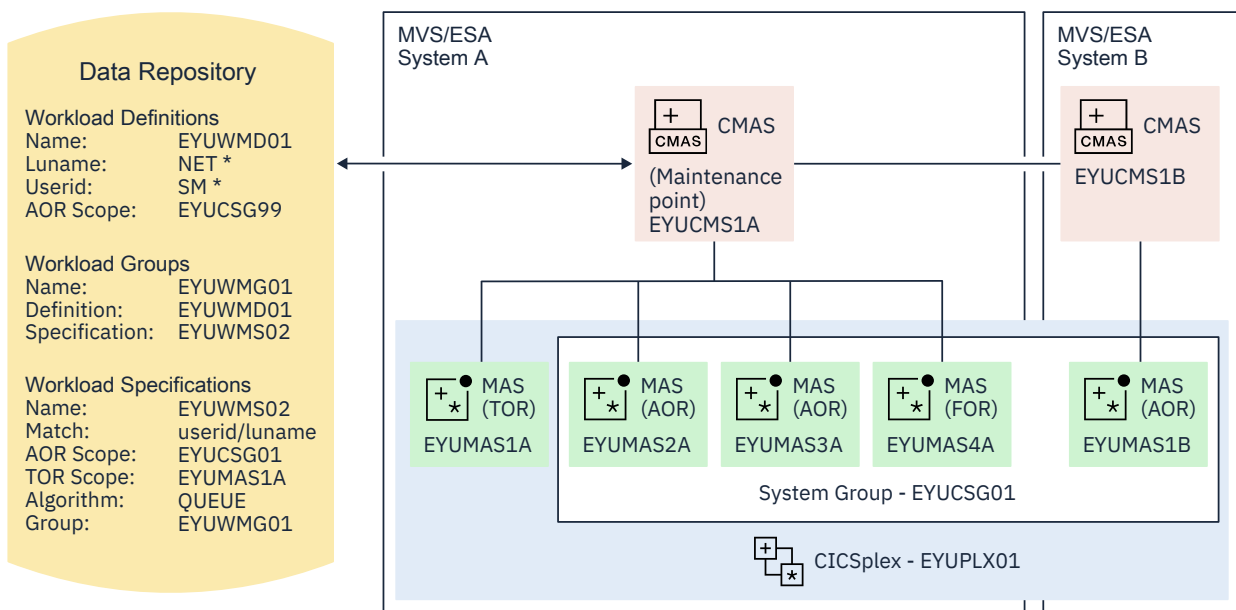 Data Repository
Workload Definitions
Name: EYUWMD01
Luname: NET *
Userid: SM *
AOR Scope: EYUCSG99
Workload Groups
Name: EYUWMG01
Definition: EYUWMD01
Specification: EYUWMS02
Workload Specifications
Name: EYUWMS02
Match: userid/luname
AOR Scope: EYUCSG01
TOR Scope: EYUMAS1A
Algorithm: QUEUE
Group: EYUWMG01
MVS/ESA
System A
CMAS
CMAS
(Maintenance
point)
EYUCMS1A
MVS/ESA
System B
CMAS
CMAS
EYUCMS1B
MAS
(TOR)
EYUMAS1A
MAS
(AOR)
EYUMAS2A
MAS
(AOR)
EYUMAS3A
MAS
(FOR)
EYUMAS4A
MAS
(AOR)
EYUMAS1B
System Group - EYUCSG01
CICSplex - EYUPLX01